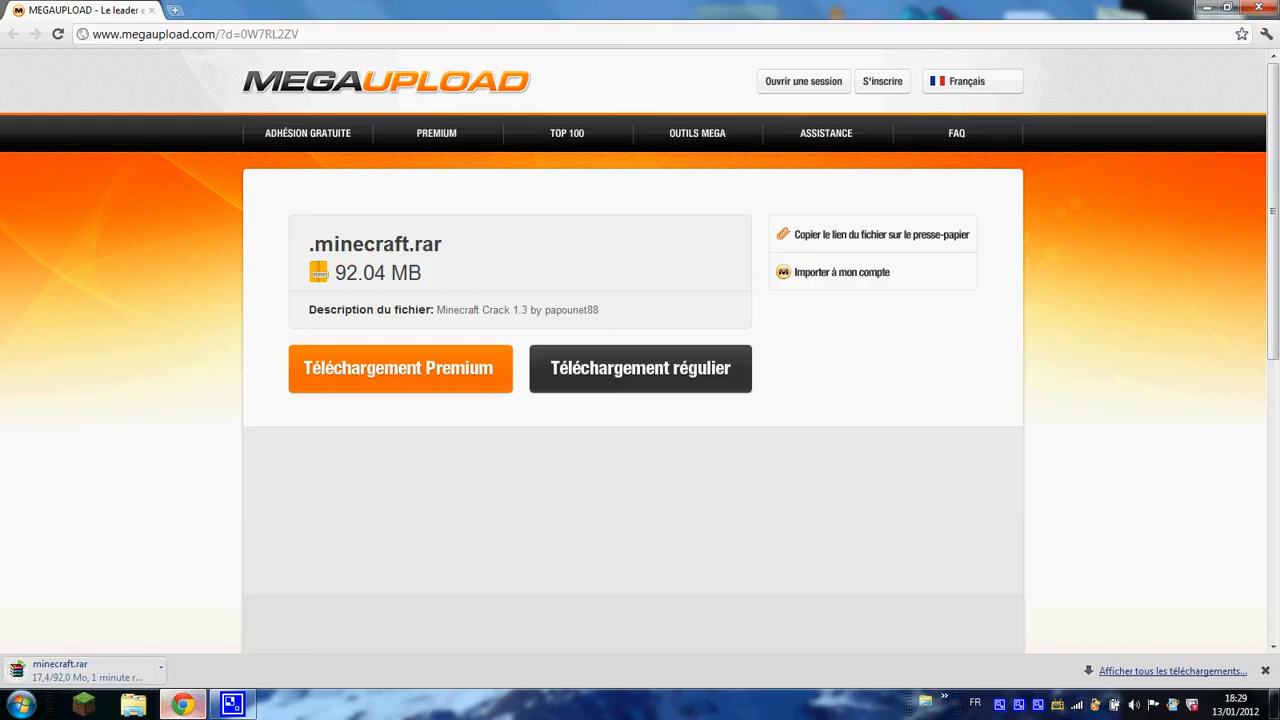 MEGAUPLOAD - Le leader e
www.megaupload.com/?d=0W7RL2ZV
MEGAUPLOAD
Ouvrir une session
S'inscrire
Français
ADHÉSION GRATUITE
PREMIUM
TOP 100
OUTILS MEGA
ASSISTANCE
FAQ
.minecraft.rar
92.04 MB
Description du fichier: Minecraft Crack 1.3 by papounet88
Copier le lien du fichier sur le presse-papier
Importer à mon compte
Téléchargement Premium
Téléchargement régulier
minecraft.rar
17,4/92,0 Mo, 1 minute r...
Afficher tous les téléchargements...
FR
18:29
13/01/2012